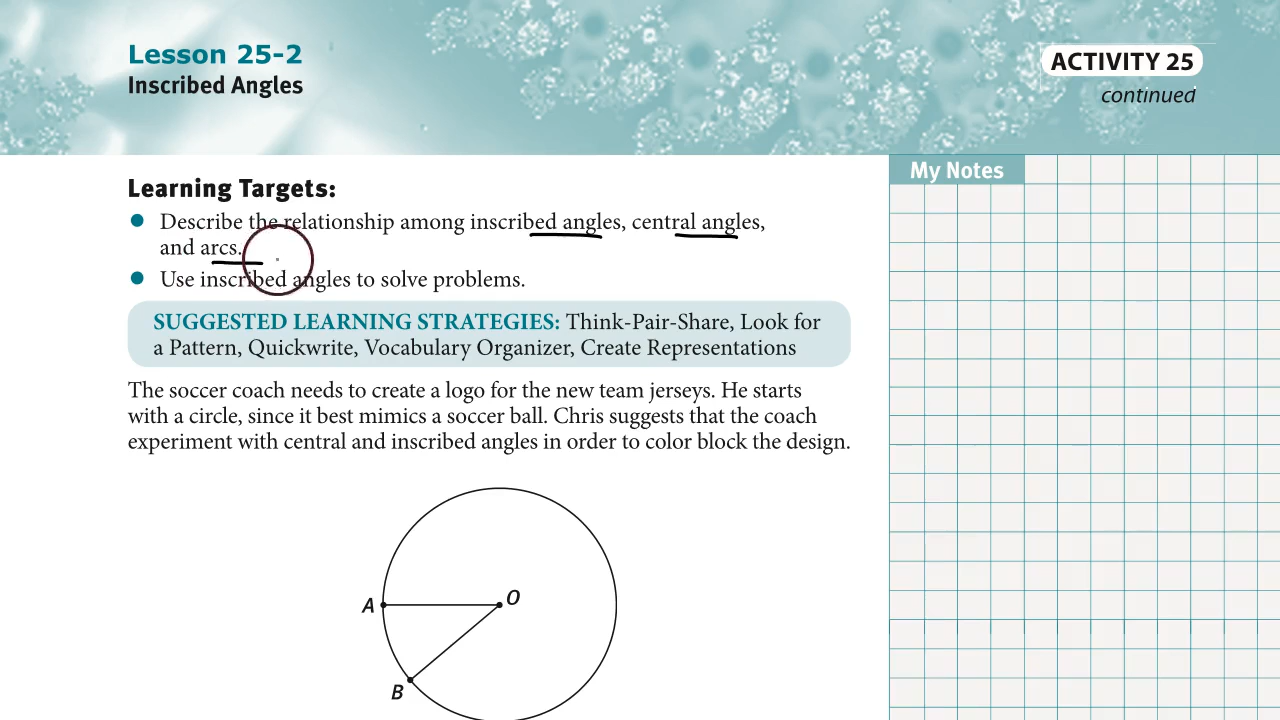 Lesson 25-2
Inscribed Angles
ACTIVITY 25
continued
My Notes
Learning Targets:
Describe the relationship among inscribed angles, central angles,
and arcs.
Use inscribed angles to solve problems.
SUGGESTED LEARNING STRATEGIES: Think-Pair-Share, Look for
a Pattern, Quickwrite, Vocabulary Organizer, Create Representations
The soccer coach needs to create a logo for the new team jerseys. He starts
with a circle, since it best mimics a soccer ball. Chris suggests that the coach
experiment with central and inscribed angles in order to color block the design.
A
O
B